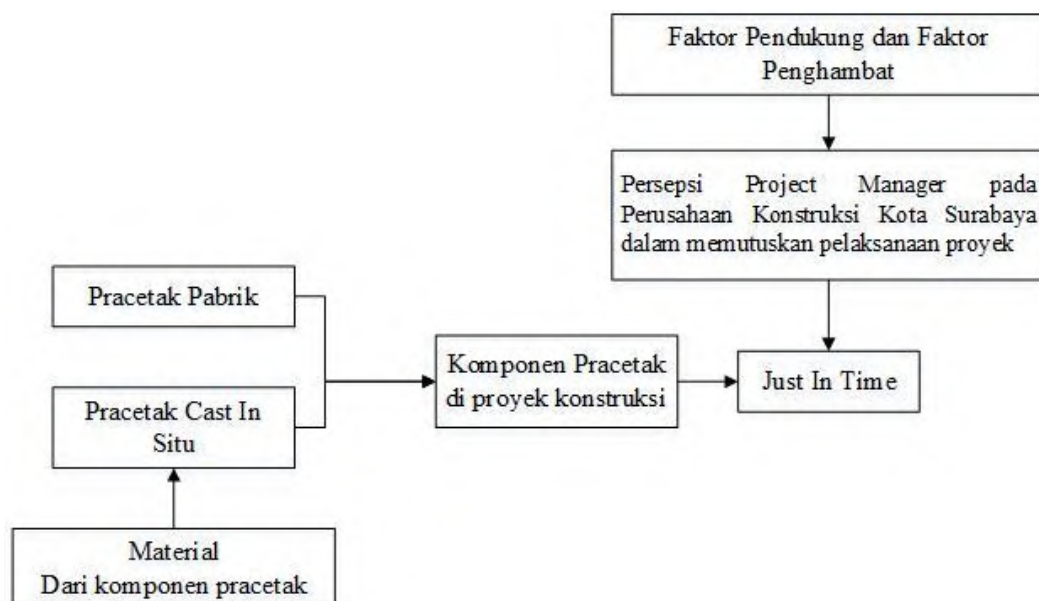 Faktor Pendukung dan Faktor
Penghambat
Persepsi Project Manager pada
Perusahaan Konstruksi Kota Surabaya
dalam memutuskan pelaksanaan proyek
Pracetak Pabrik
Komponen Pracetak
di proyek konstruksi
Just In Time
Pracetak Cast In
Situ
Material
Dari komponen pracetak